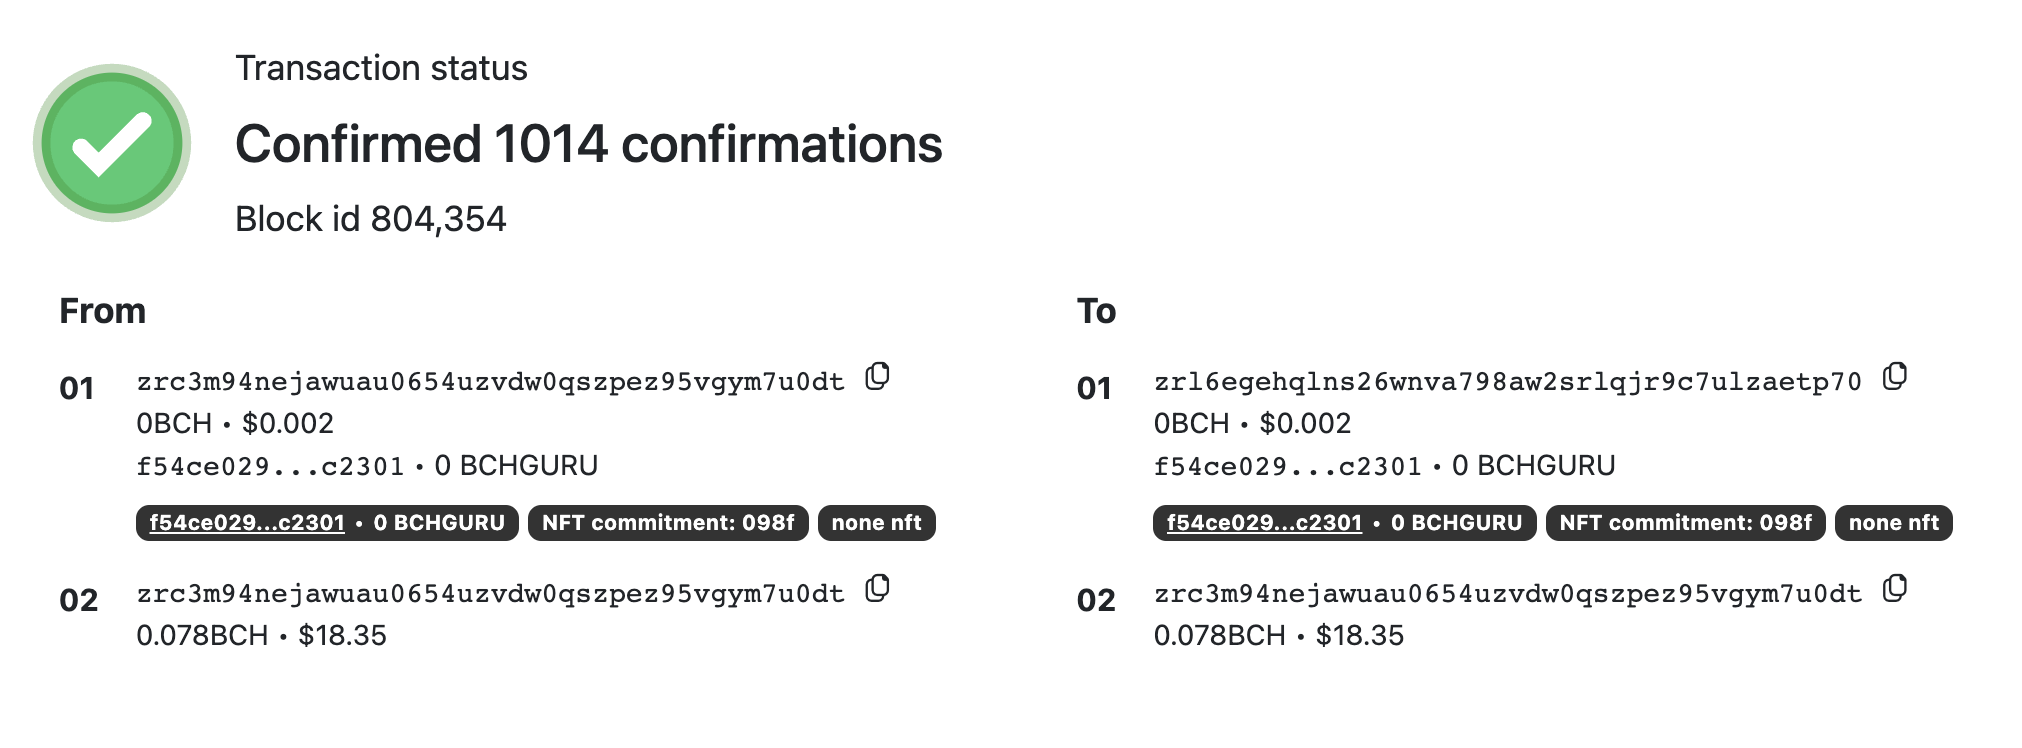 Transaction status
Confirmed 1014 confirmations
Block id 804,354
From
01
zrc3m94nejawuau0654uzvdw0qszpez95vgym7u0dt
0BCH • $0.002
f54ce029...c2301 • 0 BCHGURU
f54ce029...c2301 • 0 BCHGURU NFT commitment: 098f none nft
02
zrc3m94nejawuau0654uzvdw0qszpez95vgym7u0dt
0.078BCH • $18.35
To
01
zrl6egehqlns26wnva798aw2srlqjr9c7ulzaetp70
0BCH • $0.002
f54ce029...c2301 • 0 BCHGURU
f54ce029...c2301 • 0 BCHGURU NFT commitment: 098f none nft
02
zrc3m94nejawuau0654uzvdw0qszpez95vgym7u0dt
0.078BCH • $18.35